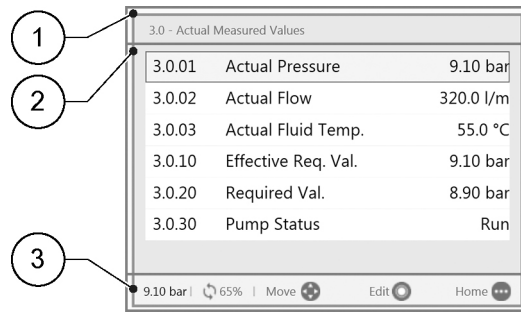 1
3.0 - Actual Measured Values
2
3.0.01 Actual Pressure 9.10 bar
3.0.02 Actual Flow 320.0 l/m
3.0.03 Actual Fluid Temp. 55.0 °C
3.0.10 Effective Req. Val. 9.10 bar
3.0.20 Required Val. 8.90 bar
3.0.30 Pump Status Run
3
9.10 bar | 65% | Move Edit Home